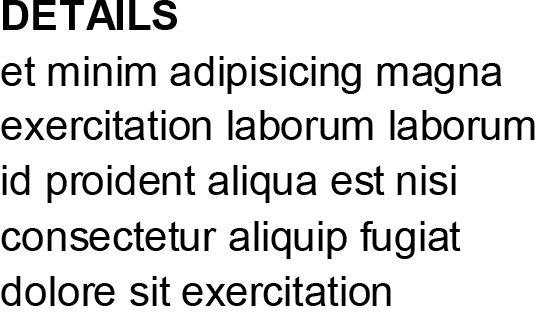 DETAILS
et minim adipisicing magna
exercitation laborum laborum
id proident aliqua est nisi
consectetur aliquip fugiat
dolore sit exercitation